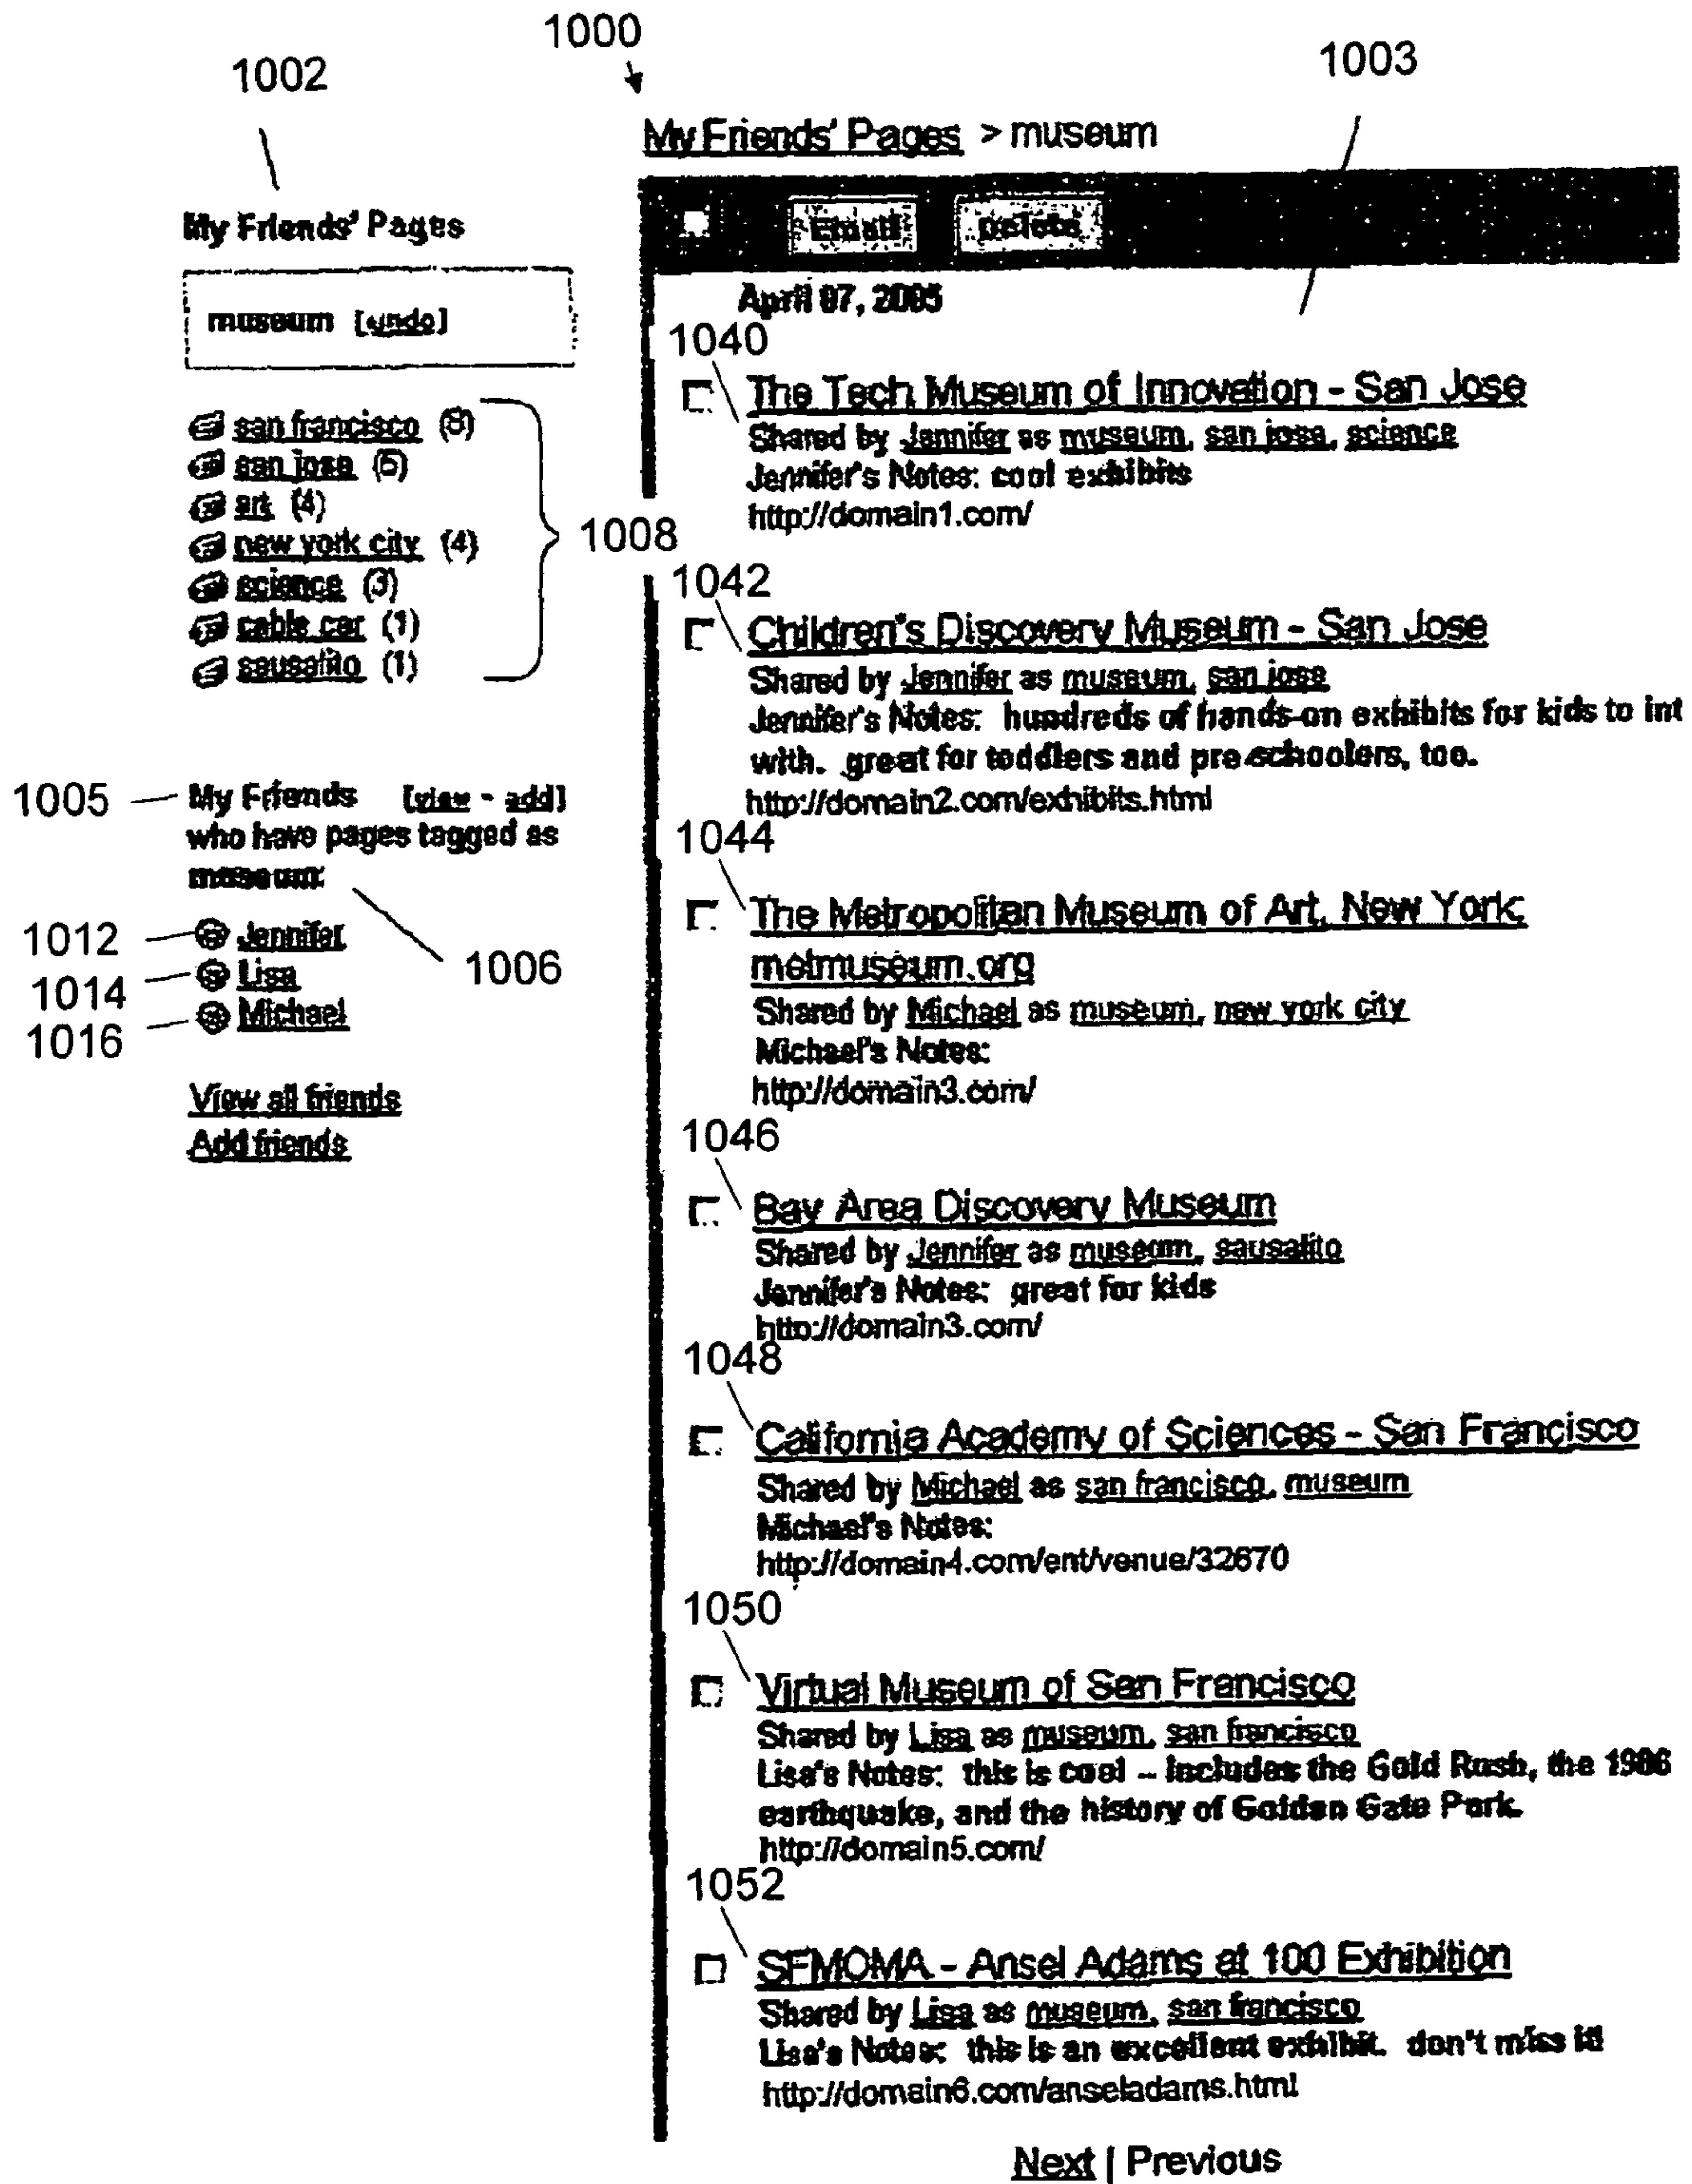 1000
1002
1003
My Friends' Pages > museum
My Friends' Pages
Email Delete
museum [undo]
April 07, 2005
san francisco
san jose (5)
art (4)
new york city (4)
science (3)
cable car (1)
sausalito (1)
1008
1005
My Friends [view - add]
who have pages tagged as
museum:
1006
1012
Jennifer
1014
Lisa
1016
Michael
View all friends
Add friends
1040
The Tech Museum of Innovation - San Jose
Shared by Jennifer as museum, san jose, science
Jennifer's Notes: cool exhibits
http://domain1.com/
1042
Children's Discovery Museum - San Jose
Shared by Jennifer as museum, san jose
Jennifer's Notes: hundreds of hands-on exhibits for kids to int
with. great for toddlers and pre-schoolers, too.
http://domain2.com/exhibits.html
1044
The Metropolitan Museum of Art, New York;
metmuseum.org
Shared by Michael as museum, new york city
Michael's Notes:
http://domain3.com/
1046
Bay Area Discovery Museum
Shared by Jennifer as museum, sausalito
Jennifer's Notes: great for kids
http://domain3.com/
1048
California Academy of Sciences - San Francisco
Shared by Michael as san francisco, museum
Michael's Notes:
http://domain4.com/ent/venue/32670
1050
Virtual Museum of San Francisco
Shared by Lisa as museum, san francisco
Lisa's Notes: this is cool – includes the Gold Rush, the 1906
earthquake, and the history of Golden Gate Park.
http://domain5.com/
1052
SFMOMA - Ansel Adams at 100 Exhibition
Shared by Lisa as museum, san francisco
Lisa's Notes: this is an excellent exhibit. don't miss it!
http://domain6.com/anseladams.html
Next | Previous